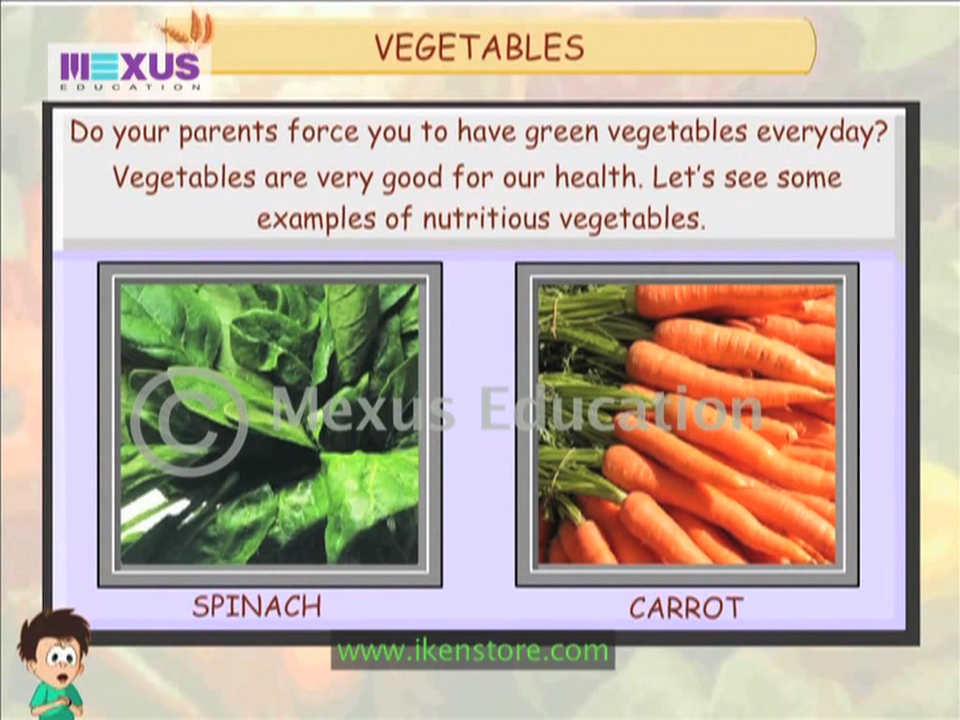 VEGETABLES
MEXUS
EDUCATION
Do your parents force you to have green vegetables everyday?
Vegetables are very good for our health. Let's see some
examples of nutritious vegetables.
© Mexus Education
SPINACH
CARROT
www.ikenstore.com